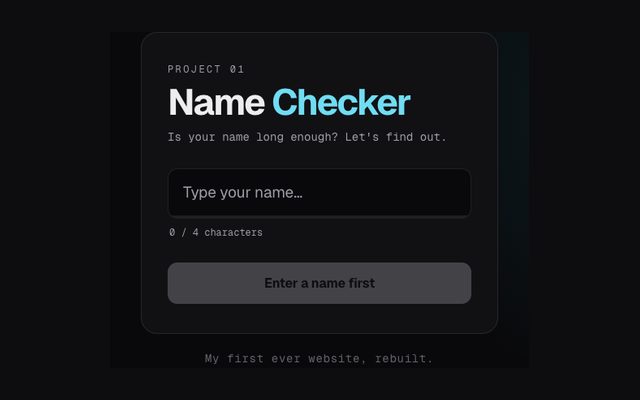 PROJECT 01
Name Checker
Is your name long enough? Let's find out.
Type your name…
0 / 4 characters
Enter a name first
My first ever website, rebuilt.